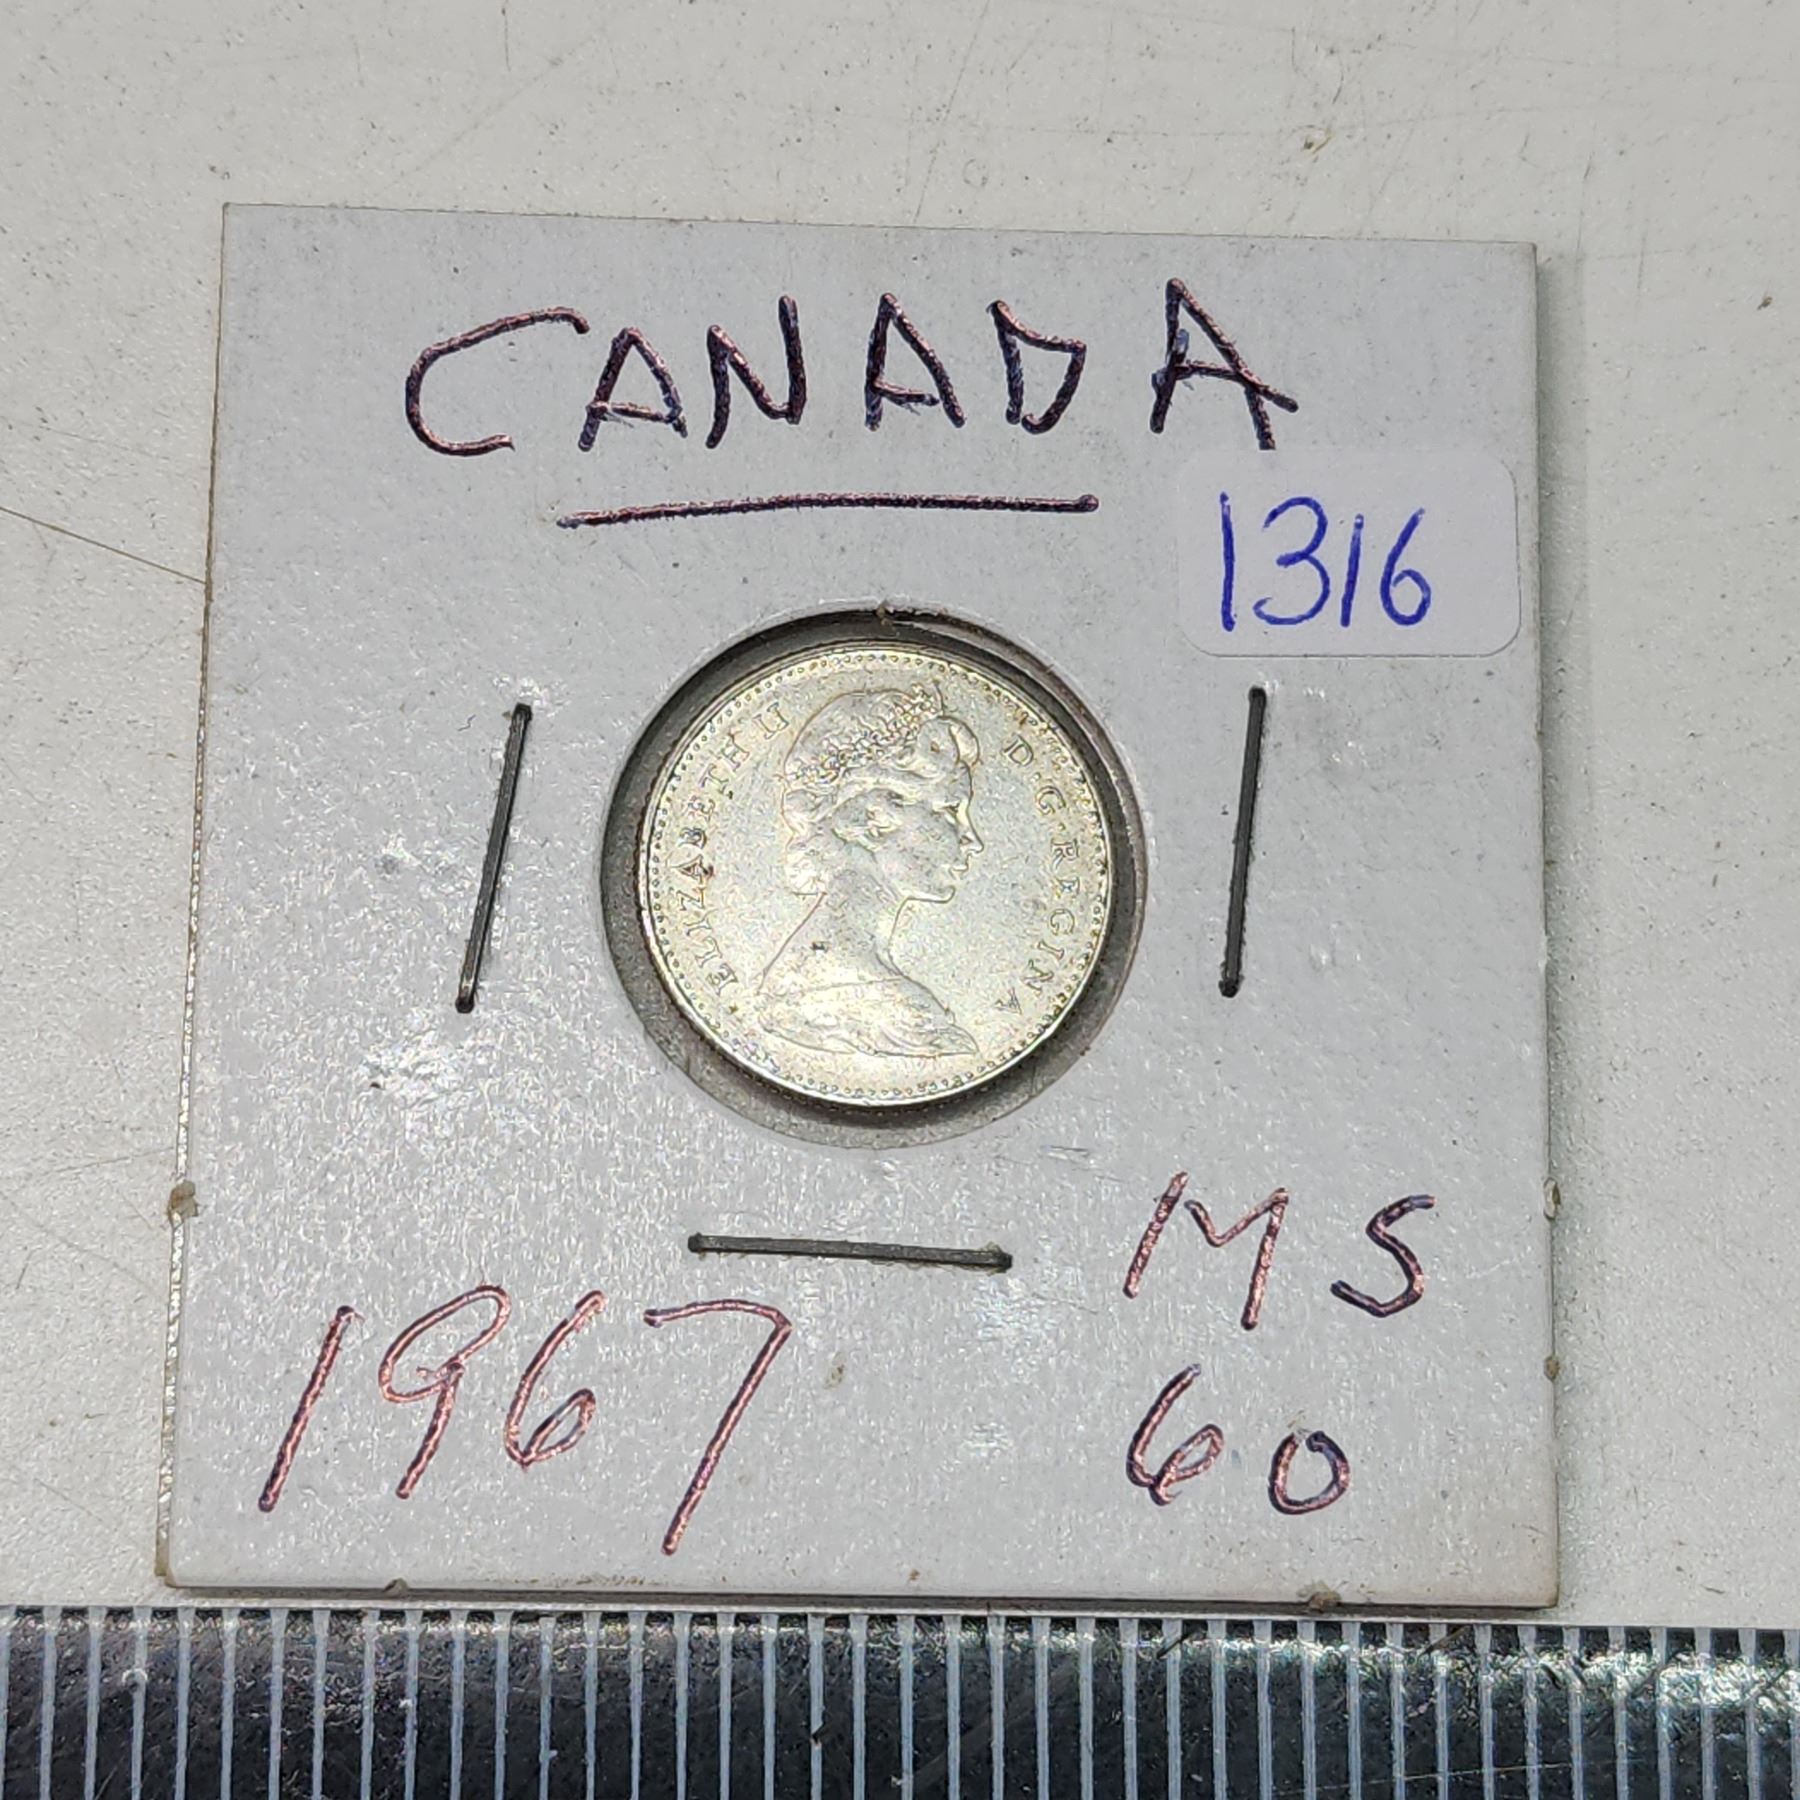 CANADA
1316
ELIZABETH II D·G·REGINA
MS
1967
60